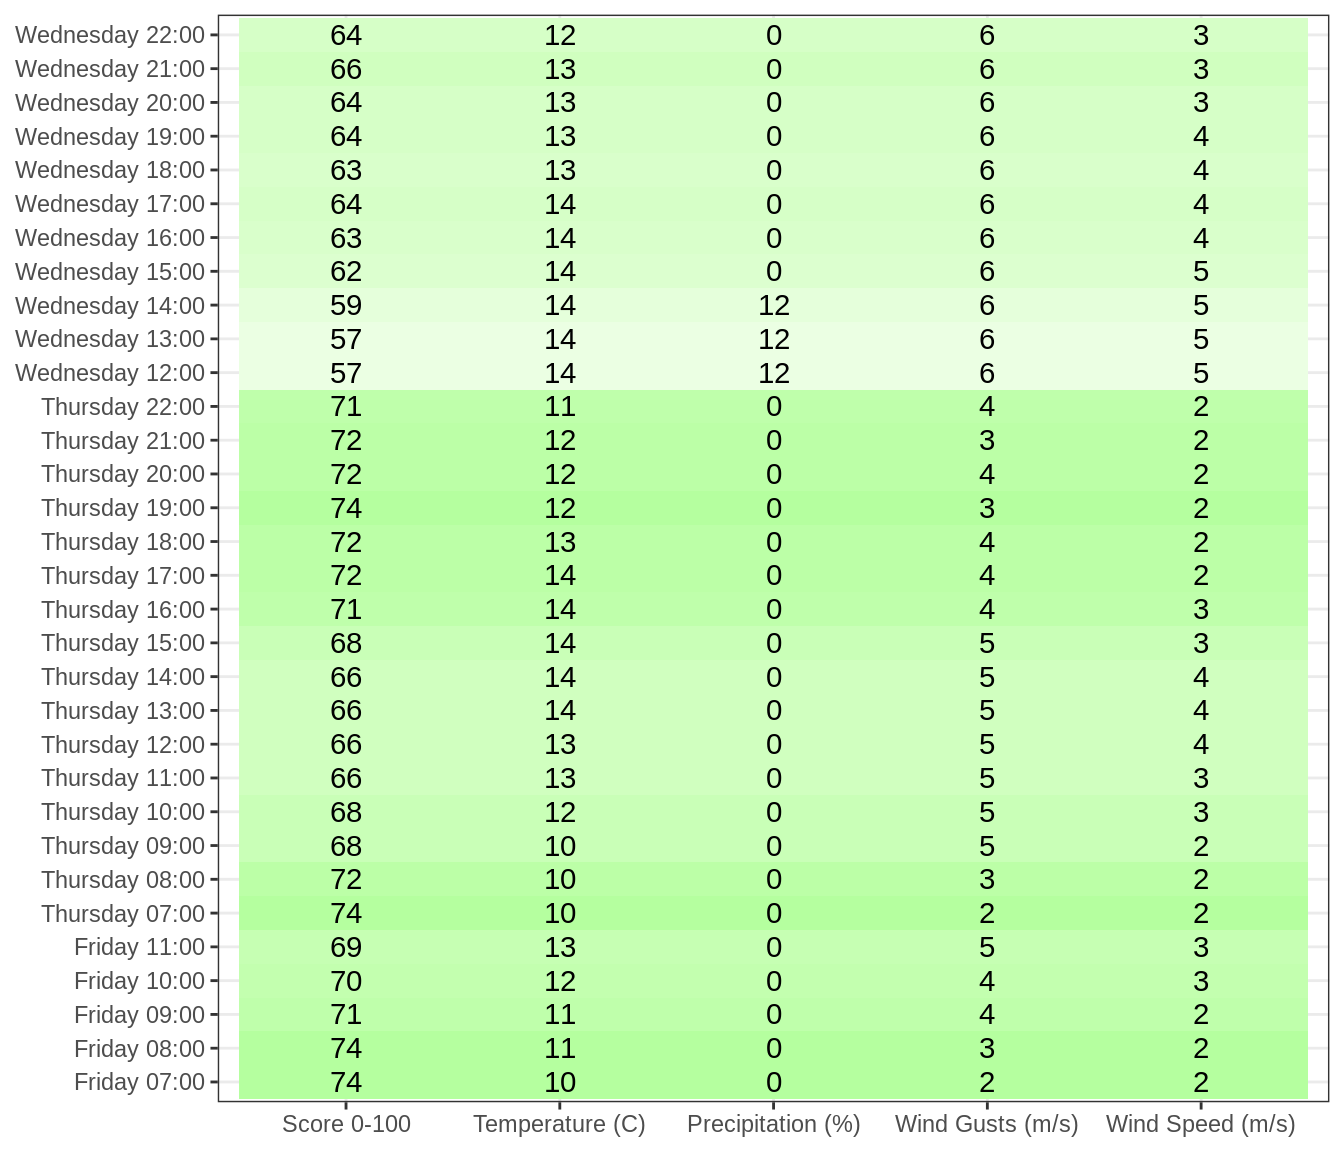 Wednesday 22:00 64 12 0 6 3
Wednesday 21:00 66 13 0 6 3
Wednesday 20:00 64 13 0 6 3
Wednesday 19:00 64 13 0 6 4
Wednesday 18:00 63 13 0 6 4
Wednesday 17:00 64 14 0 6 4
Wednesday 16:00 63 14 0 6 4
Wednesday 15:00 62 14 0 6 5
Wednesday 14:00 59 14 12 6 5
Wednesday 13:00 57 14 12 6 5
Wednesday 12:00 57 14 12 6 5
Thursday 22:00 71 11 0 4 2
Thursday 21:00 72 12 0 3 2
Thursday 20:00 72 12 0 4 2
Thursday 19:00 74 12 0 3 2
Thursday 18:00 72 13 0 4 2
Thursday 17:00 72 14 0 4 2
Thursday 16:00 71 14 0 4 3
Thursday 15:00 68 14 0 5 3
Thursday 14:00 66 14 0 5 4
Thursday 13:00 66 14 0 5 4
Thursday 12:00 66 13 0 5 4
Thursday 11:00 66 13 0 5 3
Thursday 10:00 68 12 0 5 3
Thursday 09:00 68 10 0 5 2
Thursday 08:00 72 10 0 3 2
Thursday 07:00 74 10 0 2 2
Friday 11:00 69 13 0 5 3
Friday 10:00 70 12 0 4 3
Friday 09:00 71 11 0 4 2
Friday 08:00 74 11 0 3 2
Friday 07:00 74 10 0 2 2
Score 0-100 Temperature (C) Precipitation (%) Wind Gusts (m/s) Wind Speed (m/s)